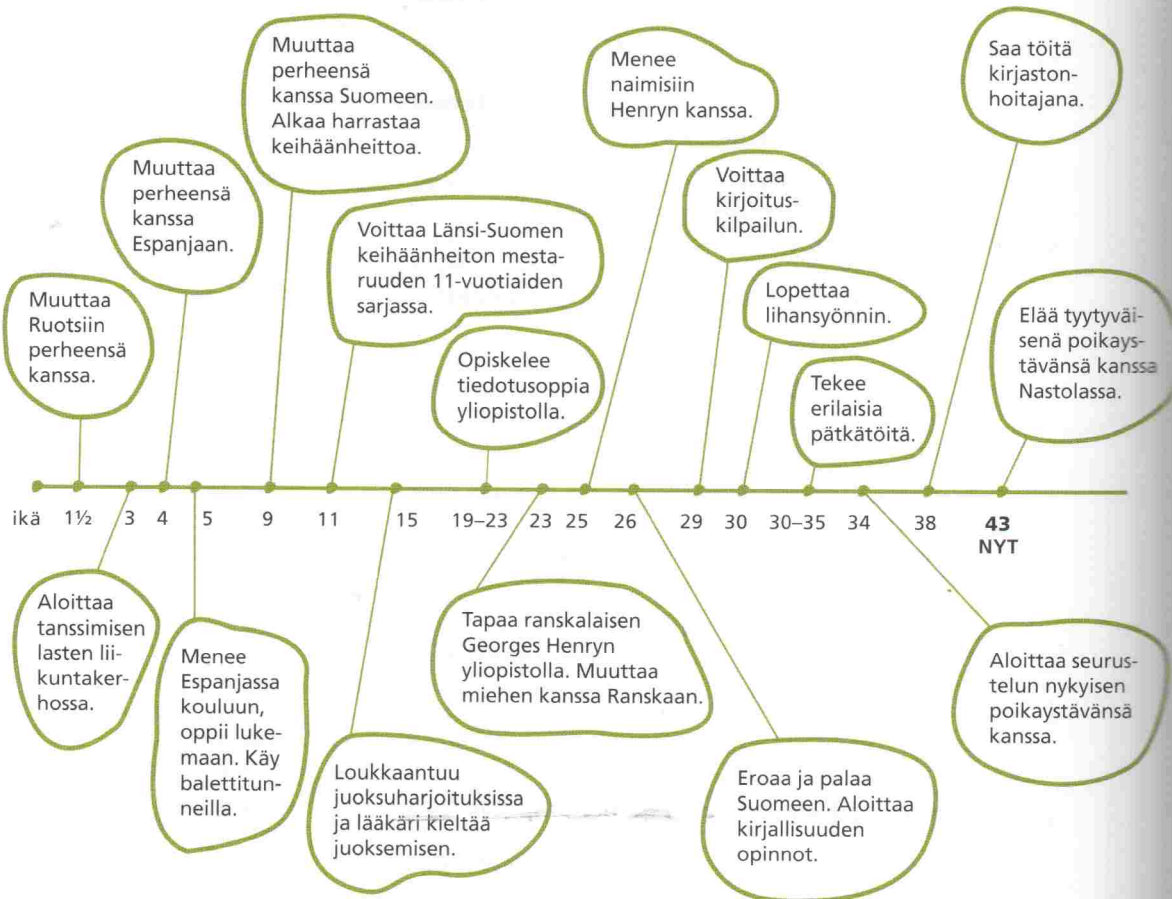 Muuttaa
perheensä
kanssa Suomeen.
Alkaa harrastaa
keihäänheittoa.
Menee
naimisiin
Henryn kanssa.
Saa töitä
kirjaston-
hoitajana.
Muuttaa
perheensä
kanssa
Espanjaan.
Voittaa
kirjoitus-
kilpailun.
Voittaa Länsi-Suomen
keihäänheiton mesta-
ruuden 11-vuotiaiden
sarjassa.
Muuttaa
Ruotsiin
perheensä
kanssa.
Lopettaa
lihansyönnin.
Elää tyytyväi-
senä poikays-
tävänsä kanssa
Nastolassa.
Opiskelee
tiedotusoppia
yliopistolla.
Tekee
erilaisia
pätkätöitä.
ikä 1½ 3 4 5 9 11 15 19–23 23 25 26 29 30 30–35 34 38 43
NYT
Aloittaa
tanssimisen
lasten lii-
kuntaker-
hossa.
Menee
Espanjassa
kouluun,
oppii luke-
maan. Käy
balettitun-
neilla.
Loukkaantuu
juoksuharjoituksissa
ja lääkäri kieltää
juoksemisen.
Tapaa ranskalaisen
Georges Henryn
yliopistolla. Muuttaa
miehen kanssa Ranskaan.
Eroaa ja palaa
Suomeen. Aloittaa
kirjallisuuden
opinnot.
Aloittaa seurus-
telun nykyisen
poikaystävänsä
kanssa.